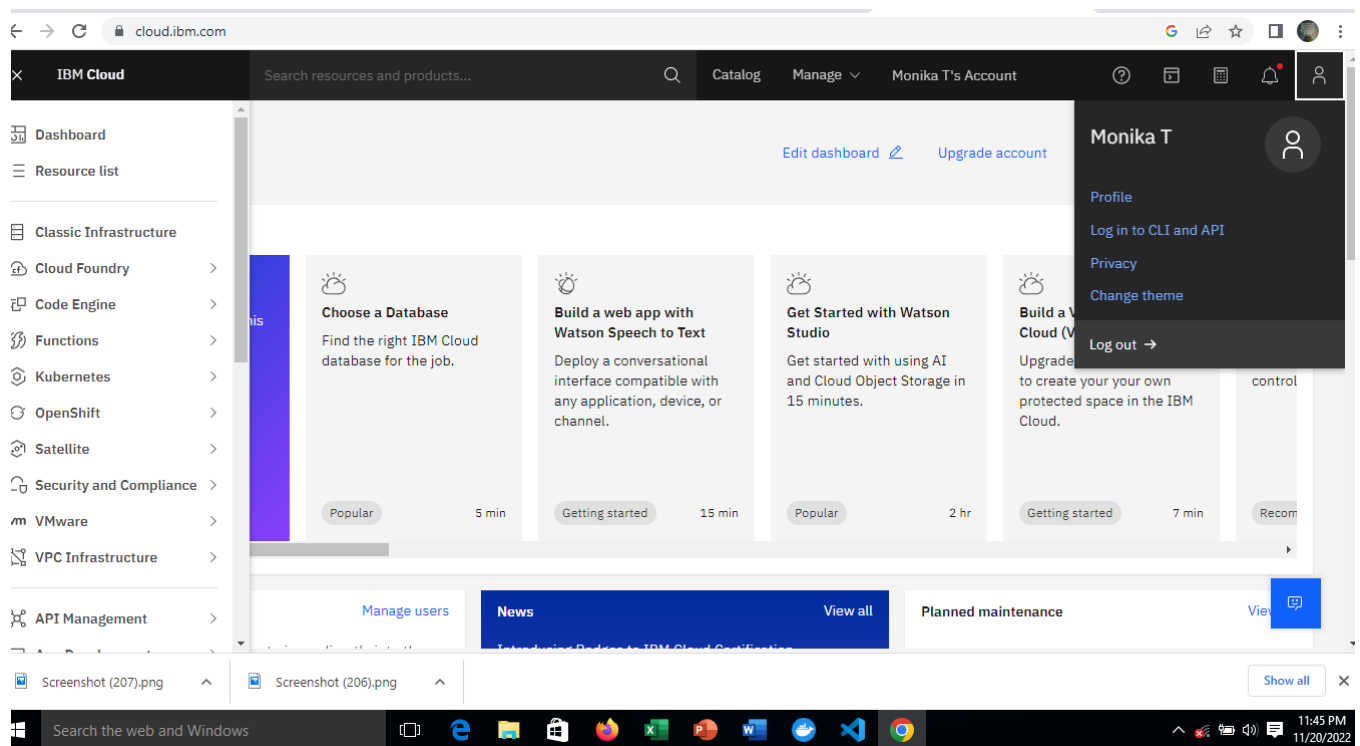 cloud.ibm.com
IBM Cloud
Search resources and products...
Catalog
Manage
Monika T's Account
Dashboard
Resource list
Classic Infrastructure
Cloud Foundry
Code Engine
Functions
Kubernetes
OpenShift
Satellite
Security and Compliance
VMware
VPC Infrastructure
API Management
Edit dashboard
Upgrade account
Monika T
Profile
Log in to CLI and API
Privacy
Change theme
Log out →
Choose a Database
Find the right IBM Cloud
database for the job.
Popular
5 min
Build a web app with
Watson Speech to Text
Deploy a conversational
interface compatible with
any application, device, or
channel.
Getting started
15 min
Get Started with Watson
Studio
Get started with using AI
and Cloud Object Storage in
15 minutes.
Popular
2 hr
Build a
Cloud
Upgrade
to create your your own
protected space in the IBM
Cloud.
Getting started
7 min
control
Manage users
News
View all
Introducing Badges to IBM Cloud Certification
Planned maintenance
Screenshot (207).png
Screenshot (206).png
Show all
Search the web and Windows
11:45 PM
11/20/2022